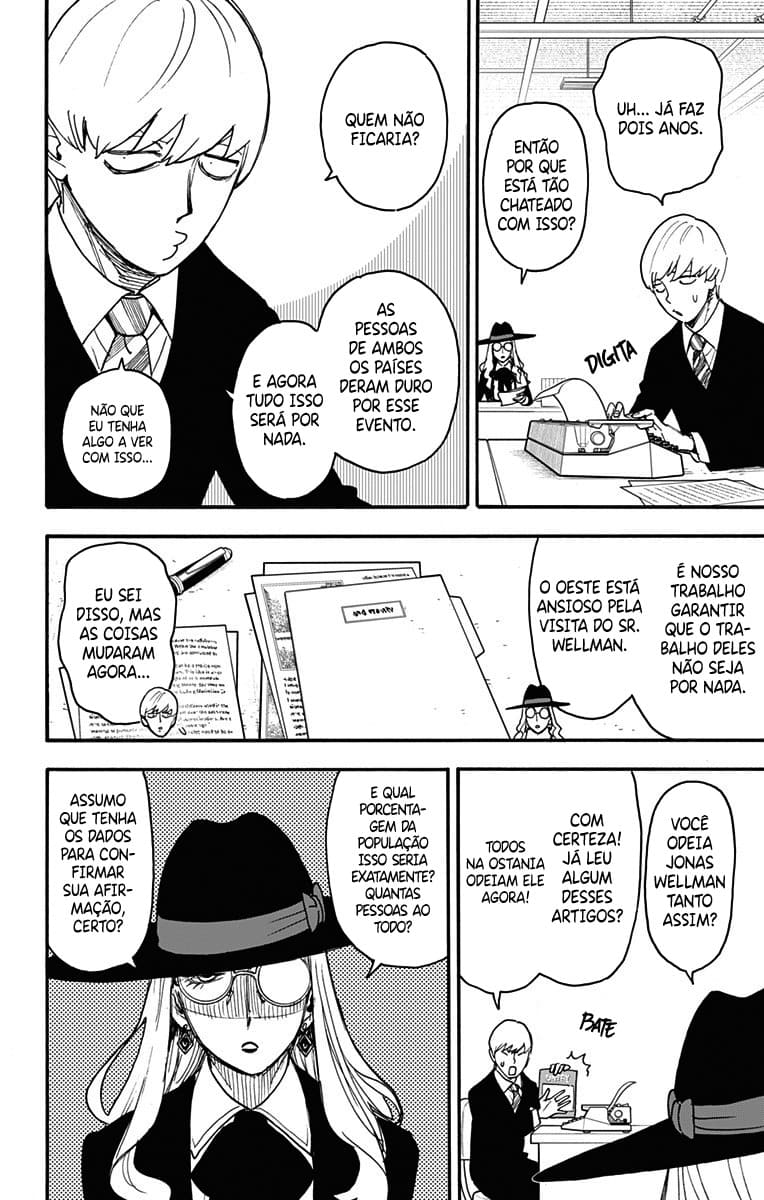 UH... JÁ FAZ
DOIS ANOS.
ENTÃO
POR QUE
ESTÁ TÃO
CHATEADO
COM ISSO?
DIGITA
QUEM NÃO
FICARIA?
AS
PESSOAS
DE AMBOS
OS PAÍSES
DERAM DURO
POR ESSE
EVENTO.
E AGORA
TUDO ISSO
SERÁ POR
NADA.
NÃO QUE
EU TENHA
ALGO A VER
COM ISSO...
É NOSSO
TRABALHO
GARANTIR
QUE O TRA-
BALHO DELES
NÃO SEJA
POR NADA.
O OESTE ESTÁ
ANSIOSO PELA
VISITA DO SR.
WELLMAN.
EU SEI
DISSO, MAS
AS COISAS
MUDARAM
AGORA...
VOCÊ
ODEIA
JONAS
WELLMAN
TANTO
ASSIM?
COM
CERTEZA!
JÁ LEU
ALGUM
DESSES
ARTIGOS?
TODOS
NA OSTANIA
ODEIAM ELE
AGORA!
BATE
E QUAL
PORCENTA-
GEM DA
POPULAÇÃO
ISSO SERIA
EXATAMENTE?
QUANTAS
PESSOAS AO
TODO?
ASSUMO
QUE TENHA
OS DADOS
PARA CON-
FIRMAR
SUA AFIR-
MAÇÃO,
CERTO?